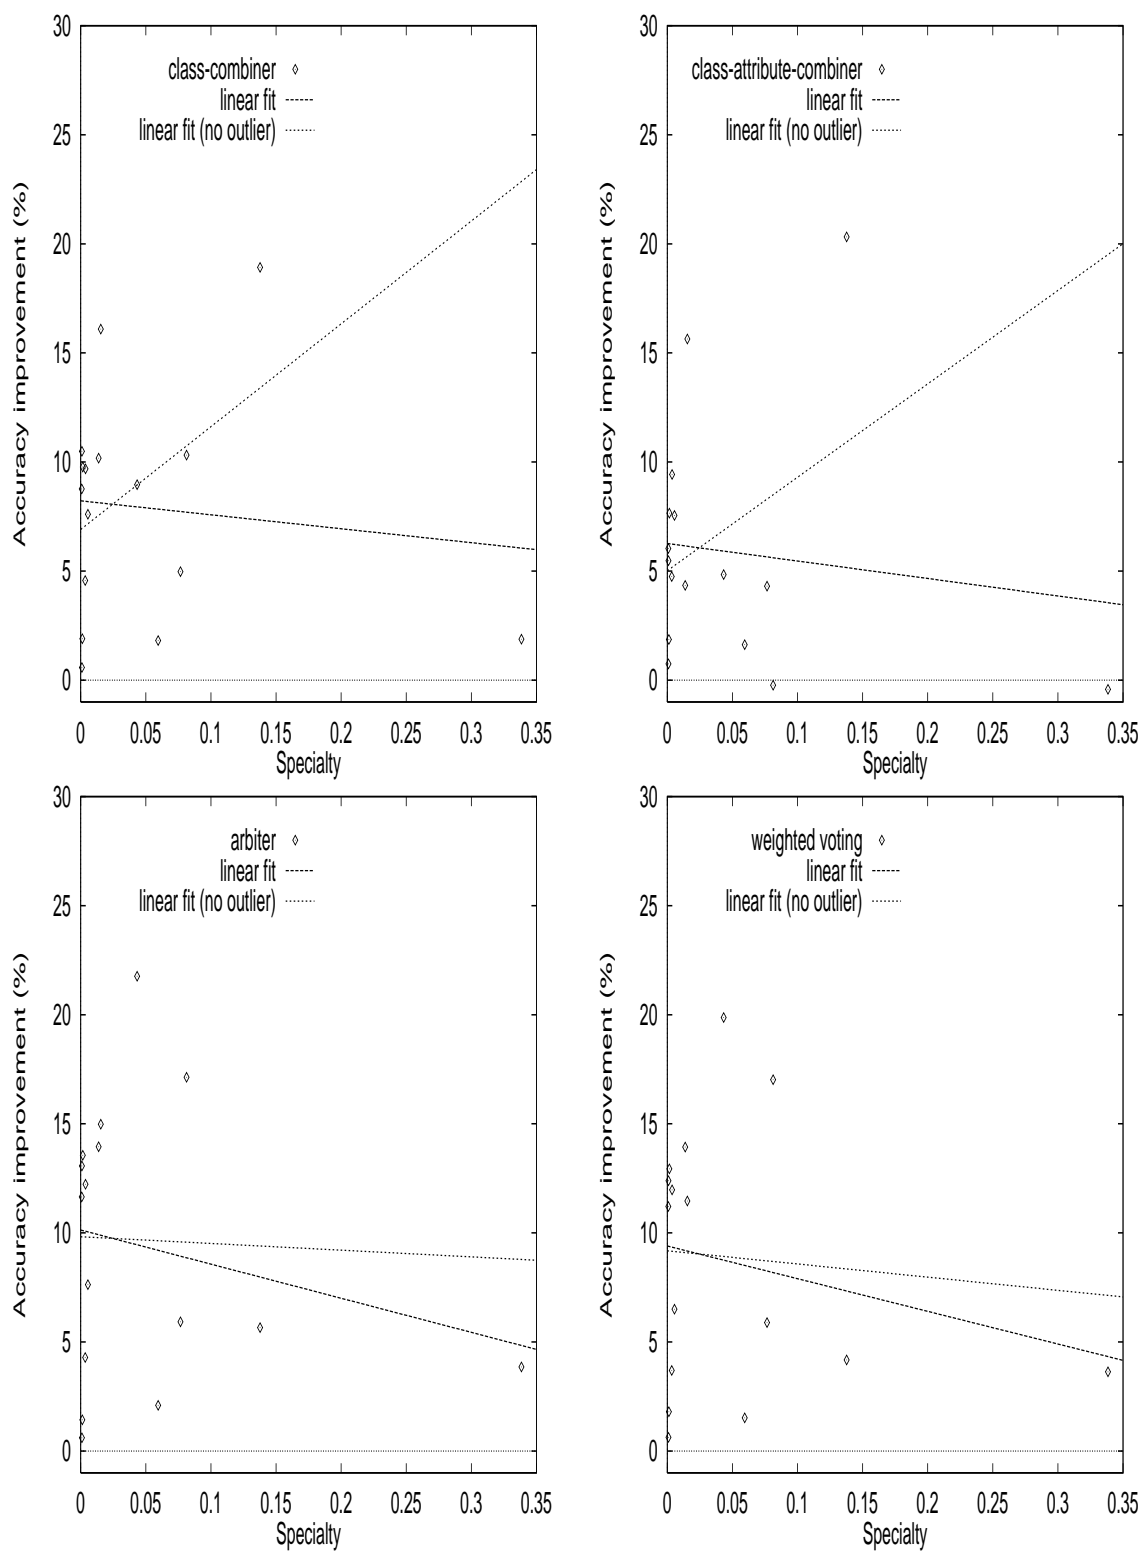 30
25
20
15
10
5
0
Accuracy improvement (%)
class-combiner
linear fit
linear fit (no outlier)
0 0.05 0.1 0.15 0.2 0.25 0.3 0.35
Specialty
30
25
20
15
10
5
0
Accuracy improvement (%)
class-attribute-combiner
linear fit
linear fit (no outlier)
0 0.05 0.1 0.15 0.2 0.25 0.3 0.35
Specialty
30
25
20
15
10
5
0
Accuracy improvement (%)
arbiter
linear fit
linear fit (no outlier)
0 0.05 0.1 0.15 0.2 0.25 0.3 0.35
Specialty
30
25
20
15
10
5
0
Accuracy improvement (%)
weighted voting
linear fit
linear fit (no outlier)
0 0.05 0.1 0.15 0.2 0.25 0.3 0.35
Specialty